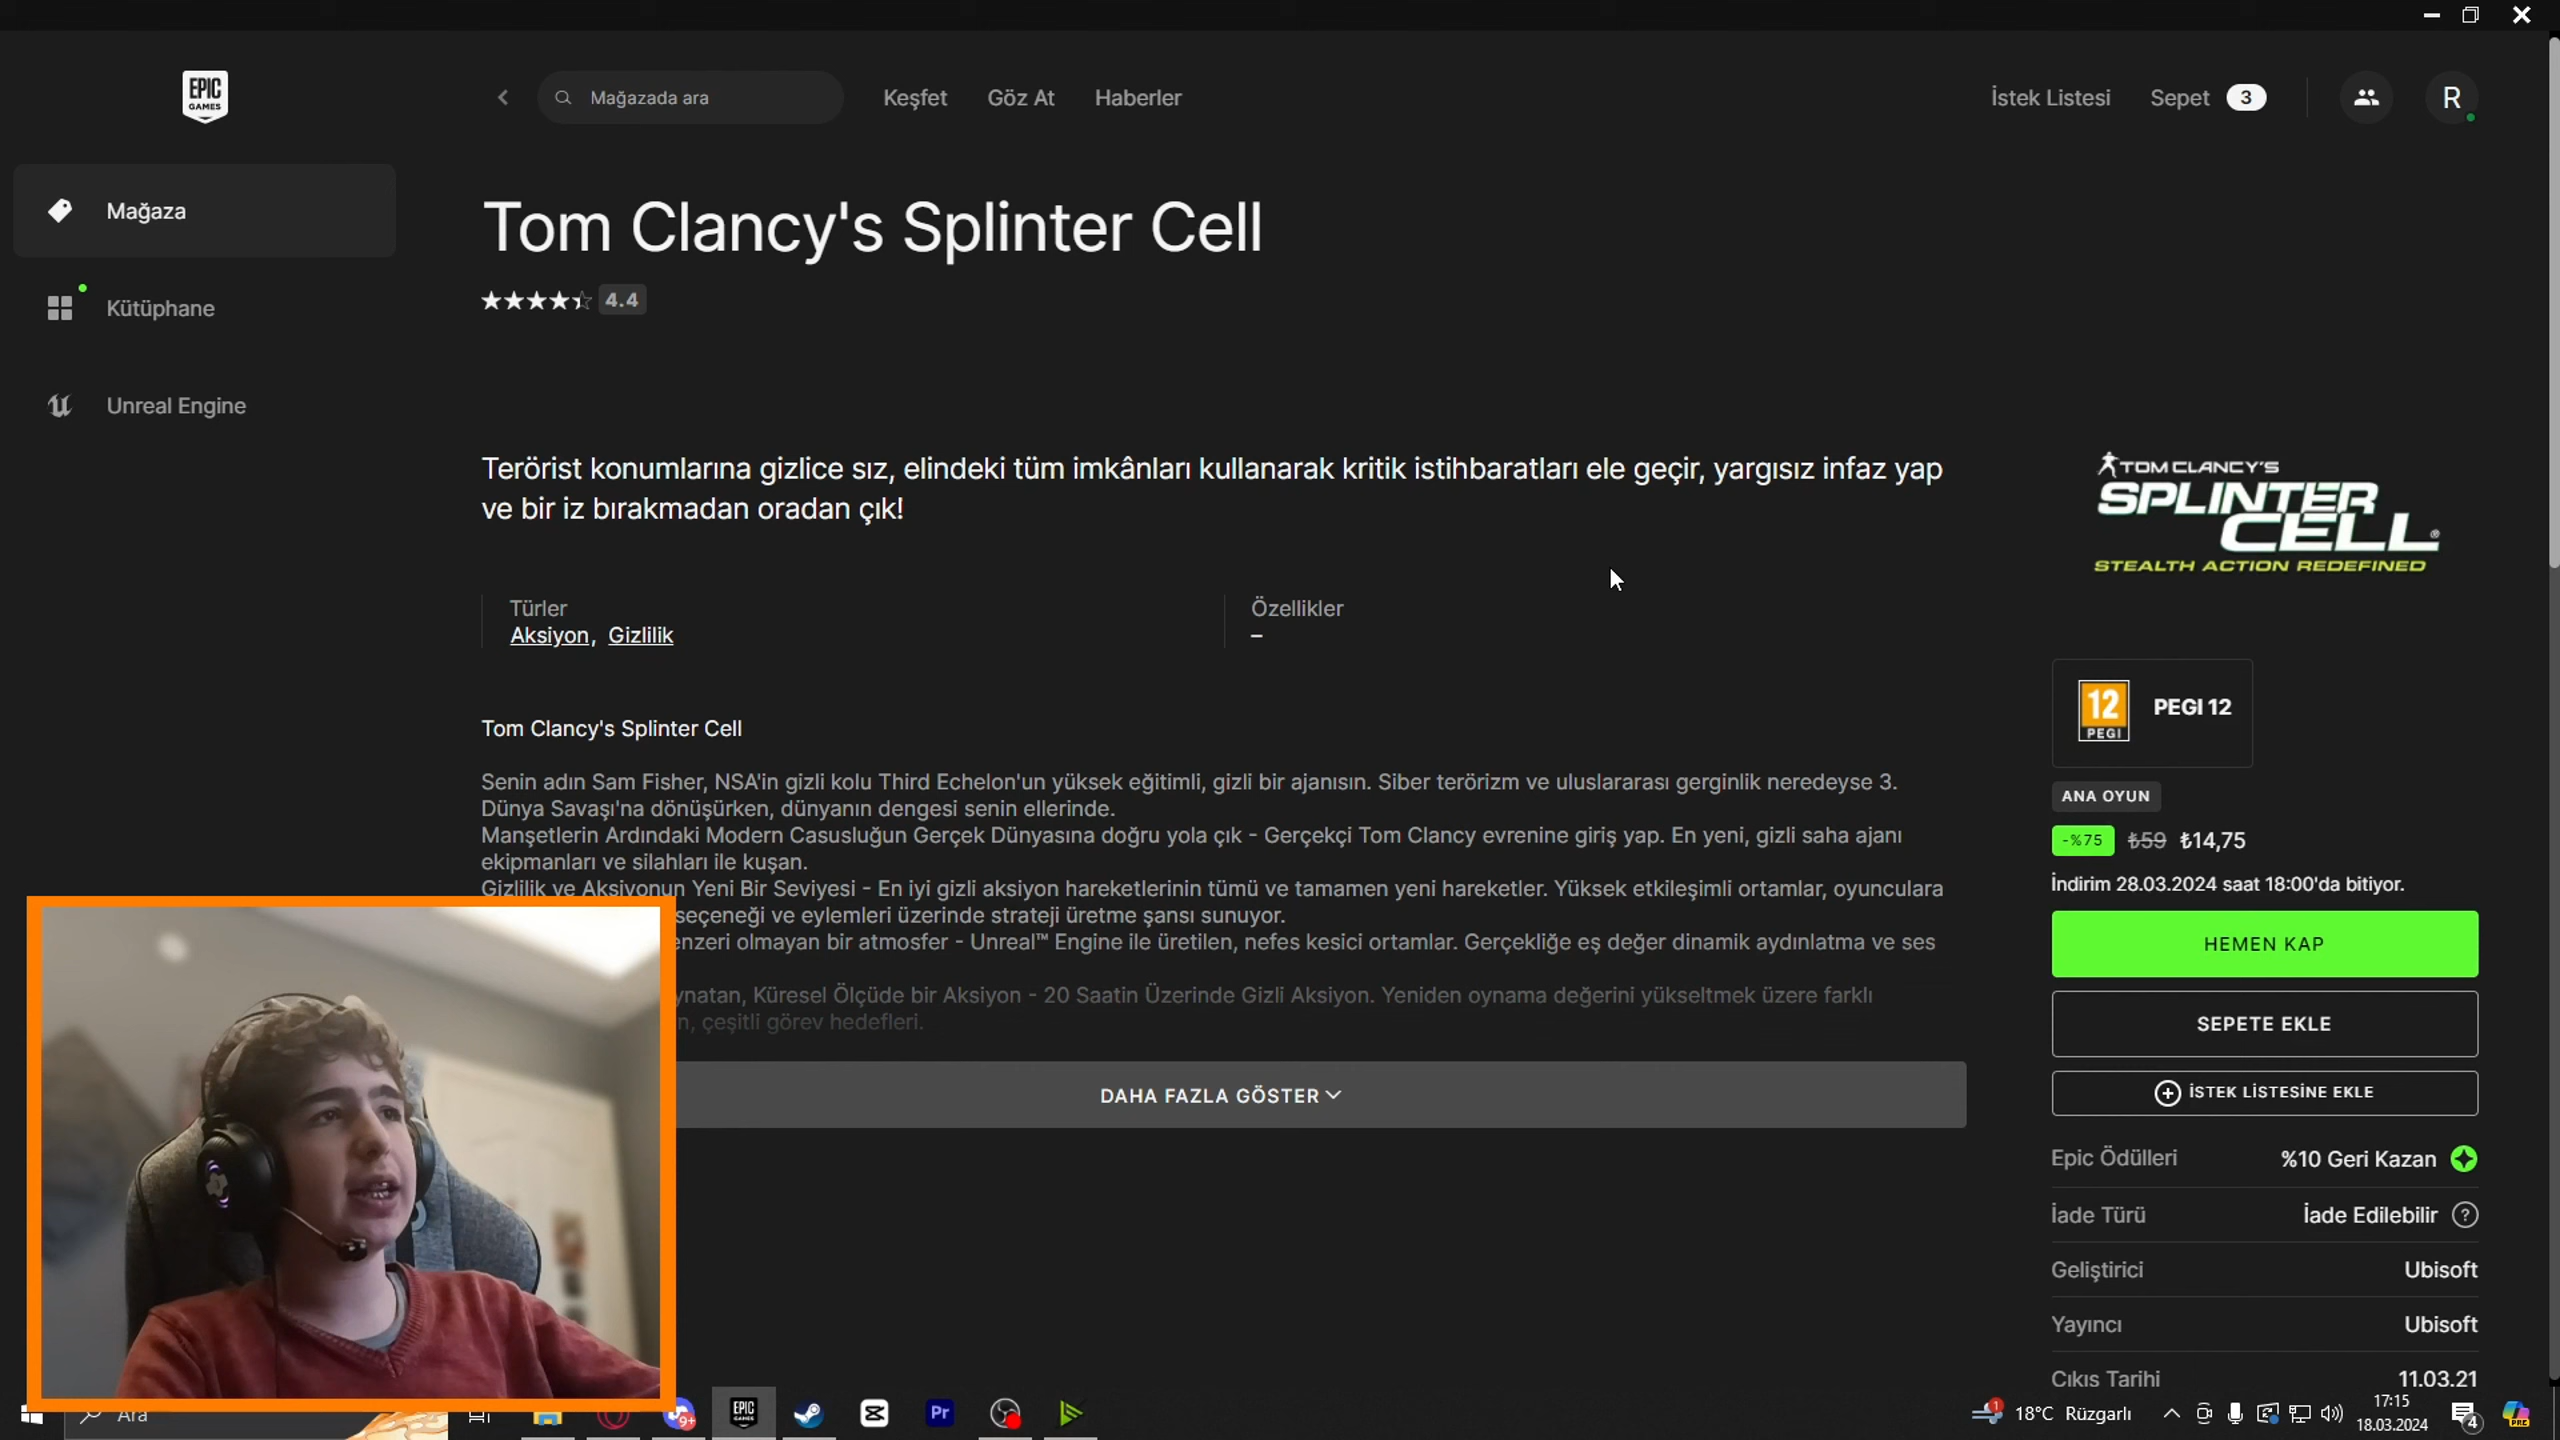 EPIC
GAMES
Mağazada ara
Keşfet
Göz At
Haberler
İstek Listesi
Sepet
3
R
Mağaza
Kütüphane
Unreal Engine
Tom Clancy's Splinter Cell
4.4
Terörist konumlarına gizlice sız, elindeki tüm imkânları kullanarak kritik istihbaratları ele geçir, yargısız infaz yap
ve bir iz bırakmadan oradan çık!
Türler
Aksiyon, Gizlilik
Özellikler
–
Tom Clancy's Splinter Cell
Senin adın Sam Fisher, NSA'in gizli kolu Third Echelon'un yüksek eğitimli, gizli bir ajanısın. Siber terörizm ve uluslararası gerginlik neredeyse 3.
Dünya Savaşı'na dönüşürken, dünyanın dengesi senin ellerinde.
Manşetlerin Ardındaki Modern Casusluğun Gerçek Dünyasına doğru yola çık - Gerçekçi Tom Clancy evrenine giriş yap. En yeni, gizli saha ajanı
ekipmanları ve silahları ile kuşan.
Gizlilik ve Aksiyonun Yeni Bir Seviyesi - En iyi gizli aksiyon hareketlerinin tümü ve tamamen yeni hareketler. Yüksek etkileşimli ortamlar, oyunculara
seçeneği ve eylemleri üzerinde strateji üretme şansı sunuyor.
enzeri olmayan bir atmosfer - Unreal™ Engine ile üretilen, nefes kesici ortamlar. Gerçekliğe eş değer dinamik aydınlatma ve ses
ynatan, Küresel Ölçüde bir Aksiyon - 20 Saatin Üzerinde Gizli Aksiyon. Yeniden oynama değerini yükseltmek üzere farklı
n, çeşitli görev hedefleri.
DAHA FAZLA GÖSTER
TOM CLANCY'S
SPLINTER
CELL®
STEALTH ACTION REDEFINED
12
PEGI
PEGI 12
ANA OYUN
-%75 ₺59 ₺14,75
İndirim 28.03.2024 saat 18:00'da bitiyor.
HEMEN KAP
SEPETE EKLE
İSTEK LİSTESİNE EKLE
Epic Ödülleri %10 Geri Kazan
İade Türü İade Edilebilir ?
Geliştirici Ubisoft
Yayıncı Ubisoft
Cıkıs Tarihi 11.03.21
Ara
9+
EPIC
GAMES
Pr
1
18°C Rüzgarlı
17:15
18.03.2024
4
PRE